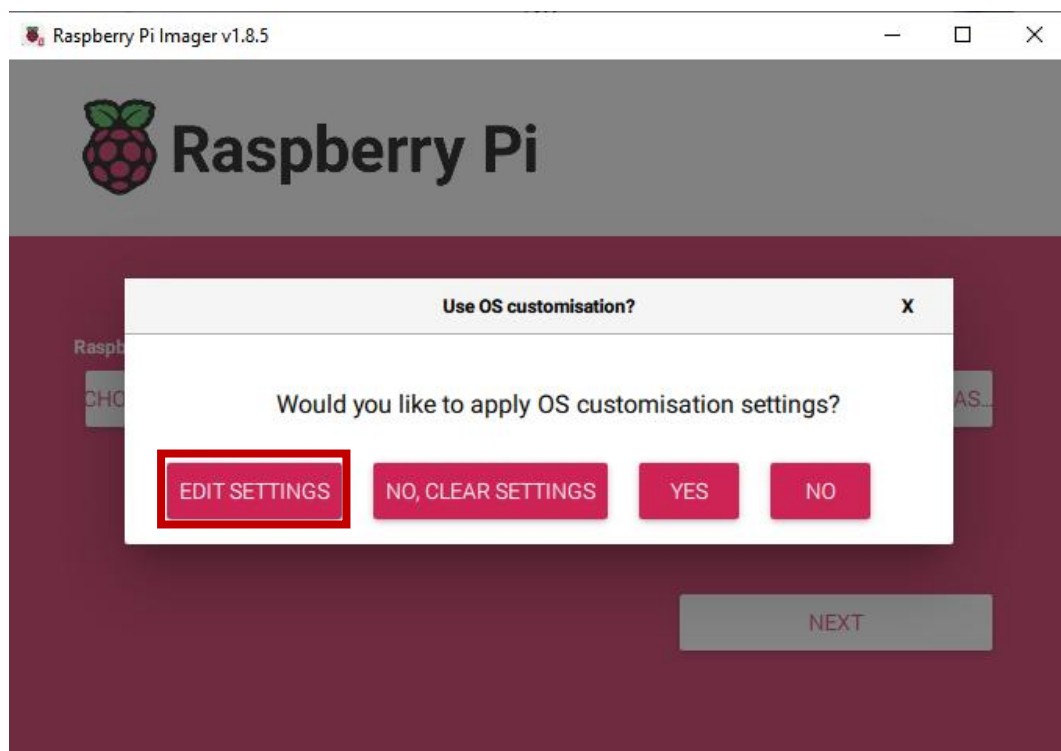 Raspberry Pi Imager v1.8.5
Raspberry Pi
Use OS customisation?
X
Would you like to apply OS customisation settings?
EDIT SETTINGS
NO, CLEAR SETTINGS
YES
NO
NEXT